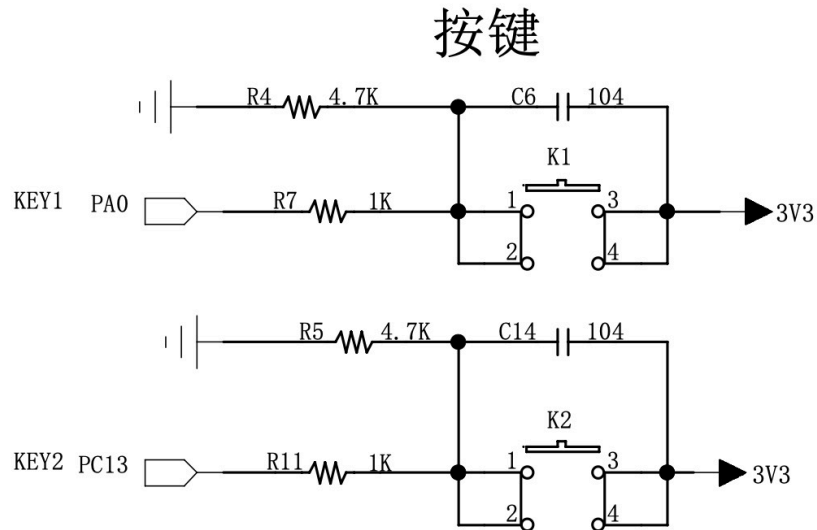 按键
R4 4.7K C6 104
K1
KEY1 PA0 R7 1K 1 3 3V3
2 4
R5 4.7K C14 104
K2
KEY2 PC13 R11 1K 1 3 3V3
2 4